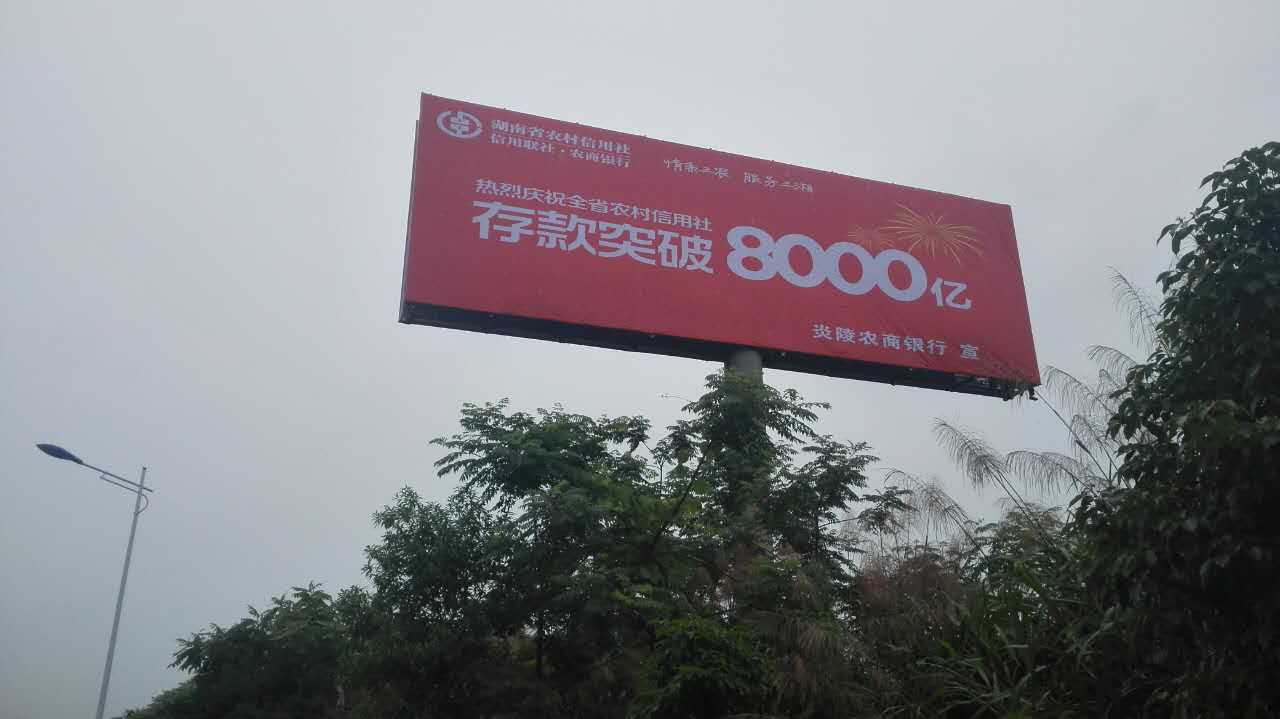 湖南省农村信用社
信用联社·农商银行
情系三农 服务三湘
热烈庆祝全省农村信用社
存款突破8000亿
炎陵农商银行 宣